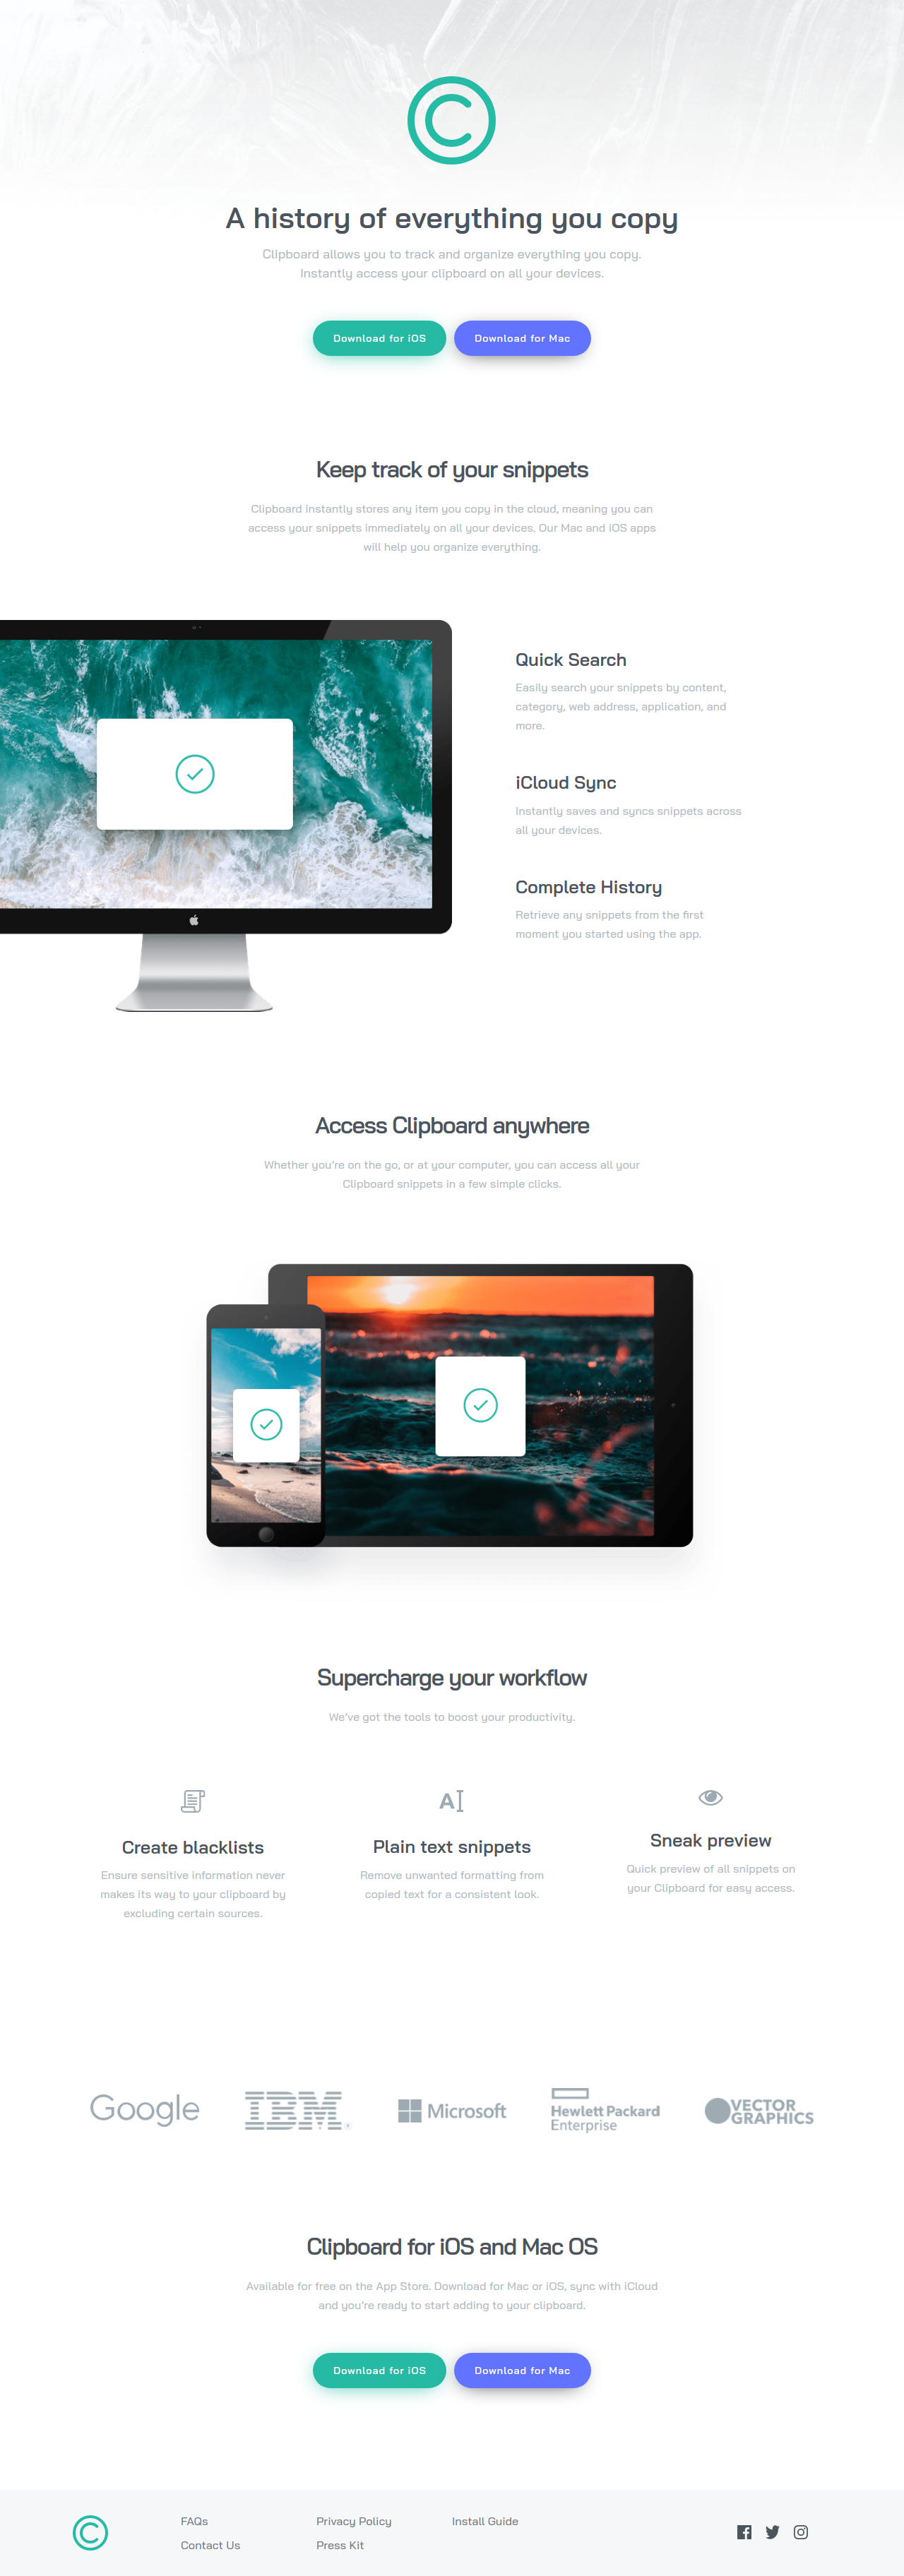 A history of everything you copy
Clipboard allows you to track and organize everything you copy.
Instantly access your clipboard on all your devices.
Download for iOS
Download for Mac
Keep track of your snippets
Clipboard instantly stores any item you copy in the cloud, meaning you can
access your snippets immediately on all your devices. Our Mac and iOS apps
will help you organize everything.
Quick Search
Easily search your snippets by content,
category, web address, application, and
more.
iCloud Sync
Instantly saves and syncs snippets across
all your devices.
Complete History
Retrieve any snippets from the first
moment you started using the app.
Access Clipboard anywhere
Whether you're on the go, or at your computer, you can access all your
Clipboard snippets in a few simple clicks.
Supercharge your workflow
We've got the tools to boost your productivity.
Create blacklists
Ensure sensitive information never
makes its way to your clipboard by
excluding certain sources.
Plain text snippets
Remove unwanted formatting from
copied text for a consistent look.
Sneak preview
Quick preview of all snippets on
your Clipboard for easy access.
Google
IBM
Microsoft
Hewlett Packard
Enterprise
VECTOR
GRAPHICS
Clipboard for iOS and Mac OS
Available for free on the App Store. Download for Mac or iOS, sync with iCloud
and you're ready to start adding to your clipboard.
Download for iOS
Download for Mac
FAQs
Contact Us
Privacy Policy
Press Kit
Install Guide